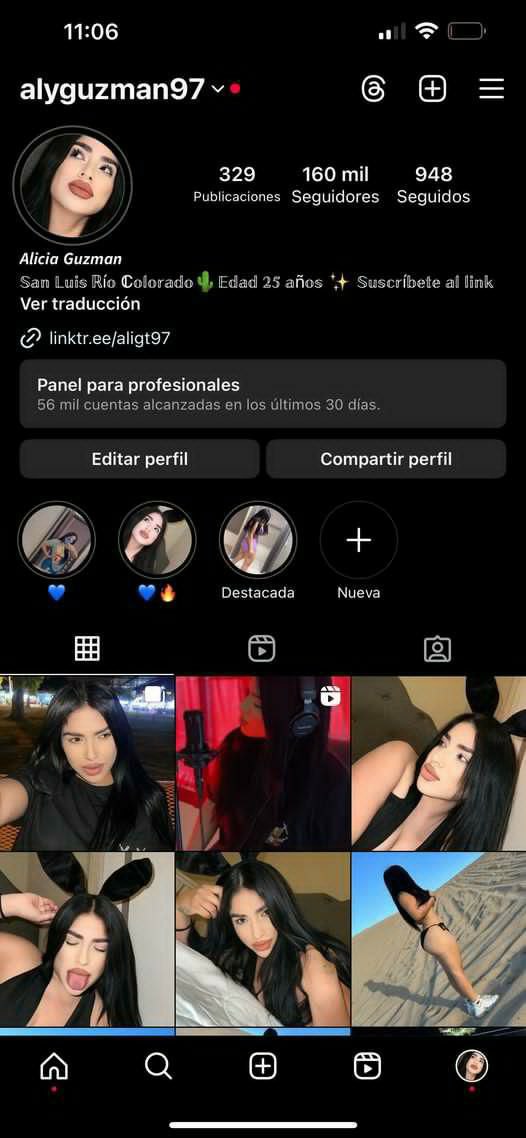 11:06
alyguzman97
329
160 mil
948
Publicaciones
Seguidores
Seguidos
Alicia Guzman
San Luis Río Colorado🌵Edad 25 años ✨ Suscríbete al link
Ver traducción
linktr.ee/aligt97
Panel para profesionales
56 mil cuentas alcanzadas en los últimos 30 días.
Editar perfil
Compartir perfil
💙
💙🔥
Destacada
Nueva